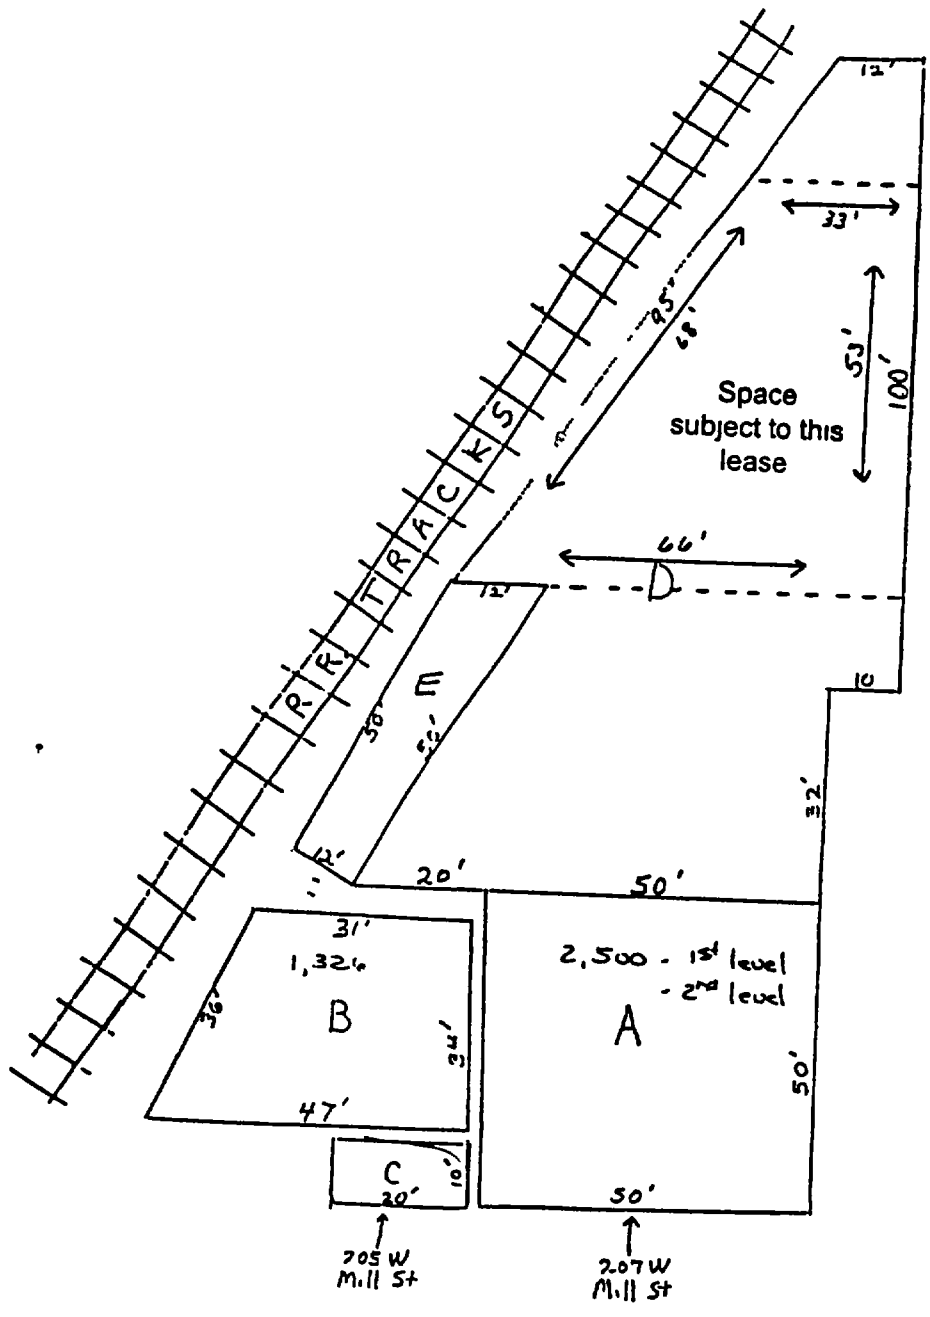 12'
33'
95'
68'
53'
100'
Space
subject to this
lease
RR. TRACKS
66'
D
12'
E
50'
50'
10
32'
12'
20'
50'
31'
1,326
B
36'
34'
47'
2,500 - 1st level
- 2nd level
A
50'
50'
C
10'
20'
205 W
Mill St
207 W
Mill St